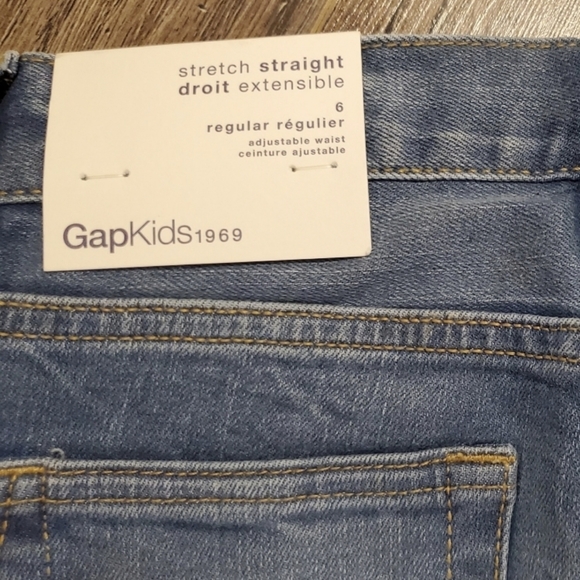 stretch straight
droit extensible
6
regular régulier
adjustable waist
ceinture ajustable
GapKids1969